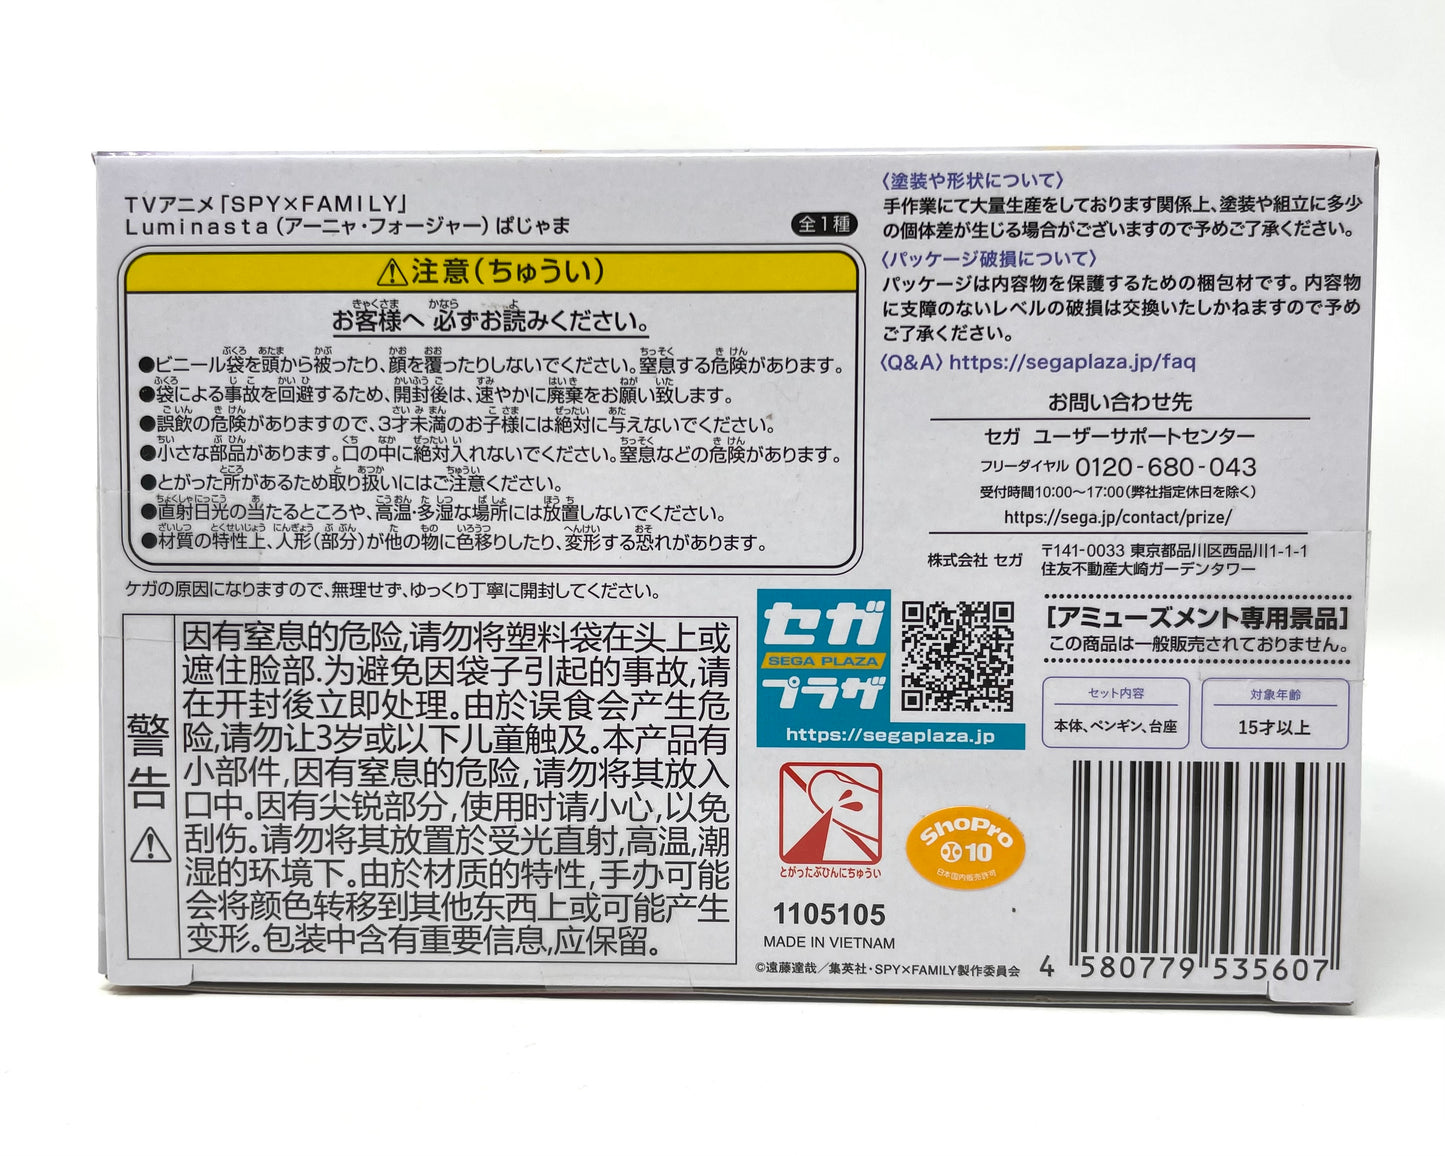 TVアニメ「SPY×FAMILY」
Luminasta（アーニャ・フォージャー）ぱじゃま
全1種
⚠注意（ちゅうい）
お客様へ 必ずお読みください。
●ビニール袋を頭から被ったり、顔を覆ったりしないでください。窒息する危険があります。
●袋による事故を回避するため、開封後は、速やかに廃棄をお願い致します。
●誤飲の危険がありますので、3才未満のお子様には絶対に与えないでください。
●小さな部品があります。口の中に絶対入れないでください。窒息などの危険があります。
●とがった所があるため取り扱いにはご注意ください。
●直射日光の当たるところや、高温・多湿な場所には放置しないでください。
●材質の特性上、人形（部分）が他の物に色移りしたり、変形する恐れがあります。
ケガの原因になりますので、無理せず、ゆっくり丁寧に開封してください。
警告⚠
因有窒息的危险,请勿将塑料袋在头上或
遮住脸部.为避免因袋子引起的事故,请
在开封後立即处理。由於误食会产生危
险,请勿让3岁或以下儿童触及。本产品有
小部件,因有窒息的危险,请勿将其放入
口中。因有尖锐部分,使用时请小心,以免
刮伤。请勿将其放置於受光直射,高温,潮
湿的环境下。由於材质的特性,手办可能
会将颜色转移到其他东西上或可能产生
变形。包装中含有重要信息,应保留。
〈塗装や形状について〉
手作業にて大量生産をしております関係上、塗装や組立に多少
の個体差が生じる場合がございますので予めご了承ください。
〈パッケージ破損について〉
パッケージは内容物を保護するための梱包材です。内容物
に支障のないレベルの破損は交換いたしかねますので予め
ご了承ください。
〈Q&A〉https://segaplaza.jp/faq
お問い合わせ先
セガ ユーザーサポートセンター
フリーダイヤル 0120-680-043
受付時間10:00～17:00（弊社指定休日を除く）
https://sega.jp/contact/prize/
株式会社 セガ
〒141-0033 東京都品川区西品川1-1-1
住友不動産大崎ガーデンタワー
セガ
SEGA PLAZA
プラザ
https://segaplaza.jp
［アミューズメント専用景品］
この商品は一般販売されておりません。
セット内容
本体、ペンギン、台座
対象年齢
15才以上
とがったぶひんにちゅうい
ShoPro
10
日本国内販売許可
1105105
MADE IN VIETNAM
©遠藤達哉／集英社・SPY×FAMILY製作委員会
4 580779 535607